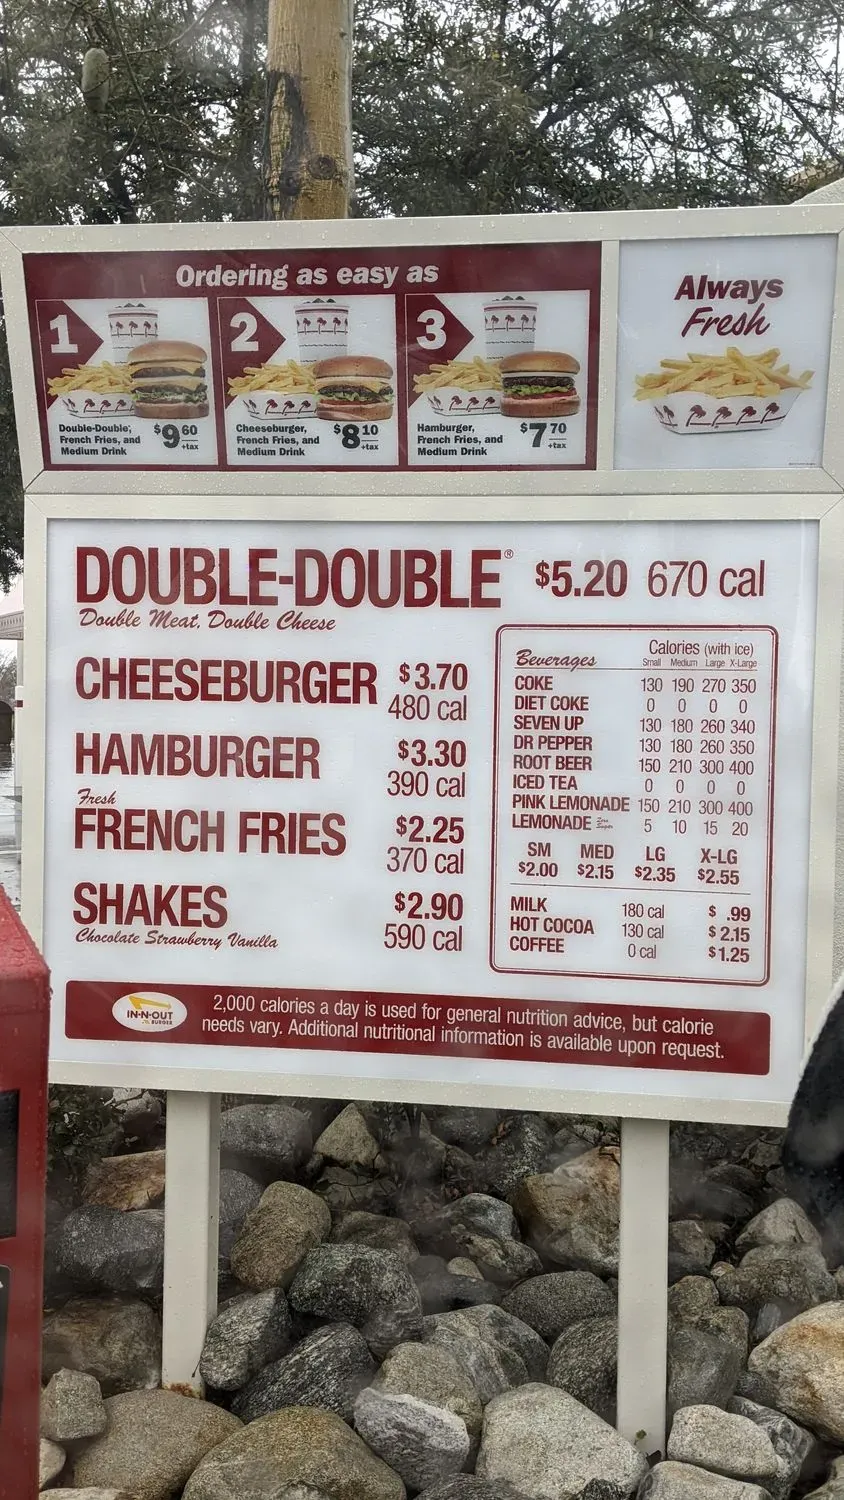 Ordering as easy as
1
Double-Double,
French Fries, and
Medium Drink
$9 60
+tax
2
Cheeseburger,
French Fries, and
Medium Drink
$8 10
+tax
3
Hamburger,
French Fries, and
Medium Drink
$7 70
+tax
Always
Fresh
DOUBLE-DOUBLE® $5.20 670 cal
Double Meat, Double Cheese
CHEESEBURGER $3.70
480 cal
HAMBURGER $3.30
390 cal
Fresh
FRENCH FRIES $2.25
370 cal
SHAKES $2.90
Chocolate Strawberry Vanilla 590 cal
Beverages Calories (with ice)
Small Medium Large X-Large
COKE 130 190 270 350
DIET COKE 0 0 0 0
SEVEN UP 130 180 260 340
DR PEPPER 130 180 260 350
ROOT BEER 150 210 300 400
ICED TEA 0 0 0 0
PINK LEMONADE 150 210 300 400
LEMONADE Zero Sugar 5 10 15 20
SM MED LG X-LG
$2.00 $2.15 $2.35 $2.55
MILK 180 cal $ .99
HOT COCOA 130 cal $2.15
COFFEE 0 cal $1.25
IN-N-OUT
BURGER
2,000 calories a day is used for general nutrition advice, but calorie
needs vary. Additional nutritional information is available upon request.